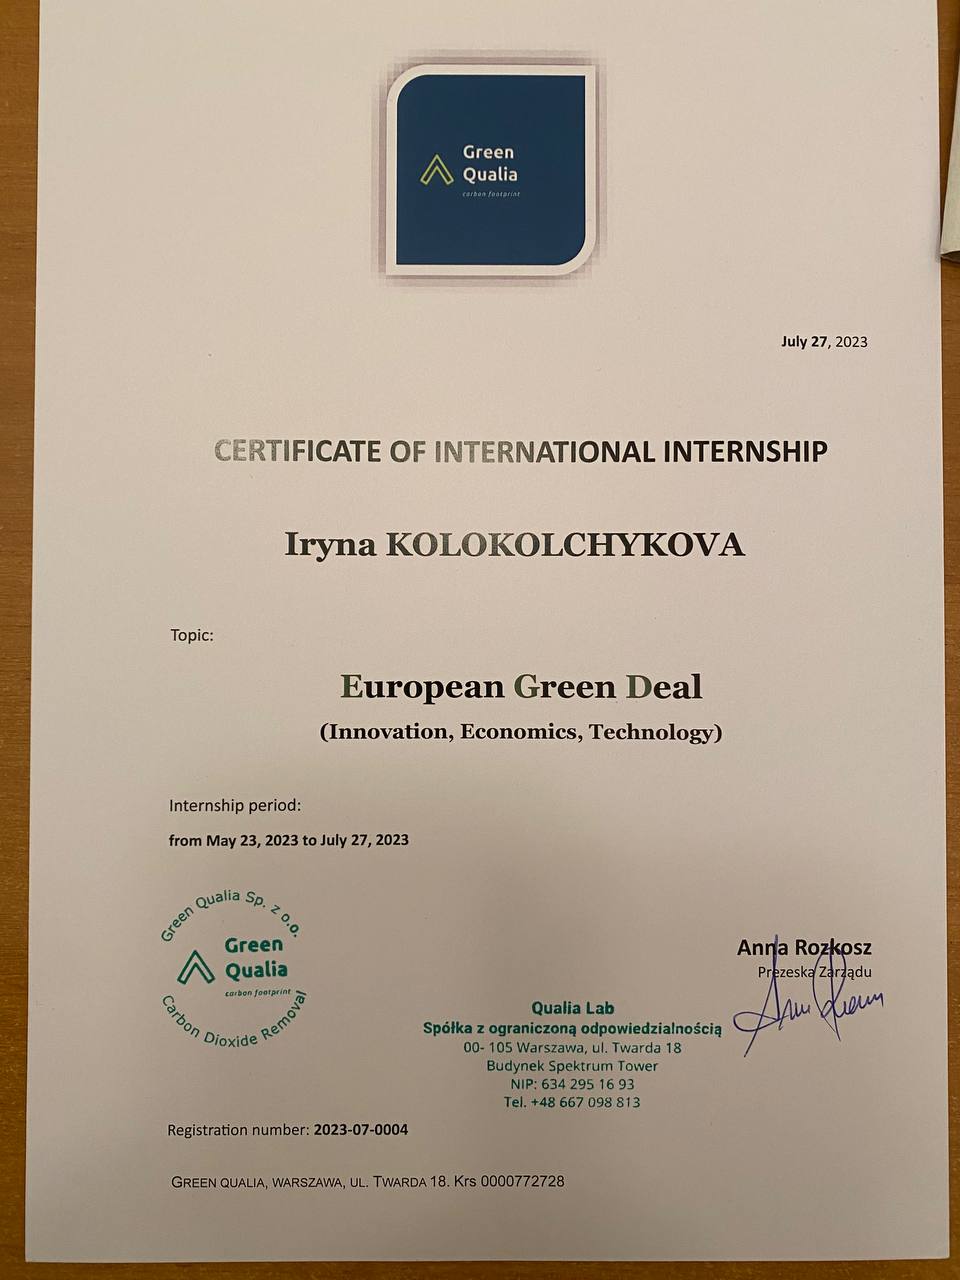 Green
Qualia
carbon footprint
July 27, 2023
CERTIFICATE OF INTERNATIONAL INTERNSHIP
Iryna KOLOKOLCHYKOVA
Topic:
European Green Deal
(Innovation, Economics, Technology)
Internship period:
from May 23, 2023 to July 27, 2023
Green Qualia Sp. z o.o.
Green
Qualia
carbon footprint
Carbon Dioxide Removal
Anna Rozkosz
Prezeska Zarządu
Qualia Lab
Spółka z ograniczoną odpowiedzialnością
00- 105 Warszawa, ul. Twarda 18
Budynek Spektrum Tower
NIP: 634 295 16 93
Tel. +48 667 098 813
Registration number: 2023-07-0004
GREEN QUALIA, WARSZAWA, UL. TWARDA 18. Krs 0000772728